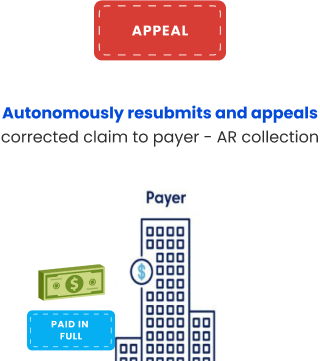 APPEAL
Autonomously resubmits and appeals
corrected claim to payer - AR collection
Payer
$
$
PAID IN
FULL